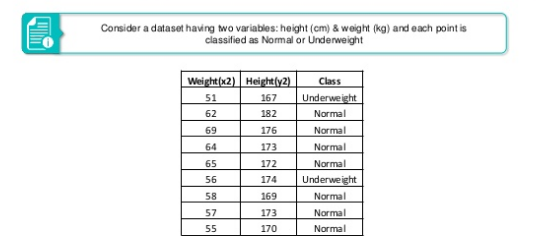 Consider a dataset having two variables: height (cm) & weight (kg) and each point is
classified as Normal or Underweight
Weight(x2) Height(y2) Class
51 167 Underweight
62 182 Normal
69 176 Normal
64 173 Normal
65 172 Normal
56 174 Underweight
58 169 Normal
57 173 Normal
55 170 Normal